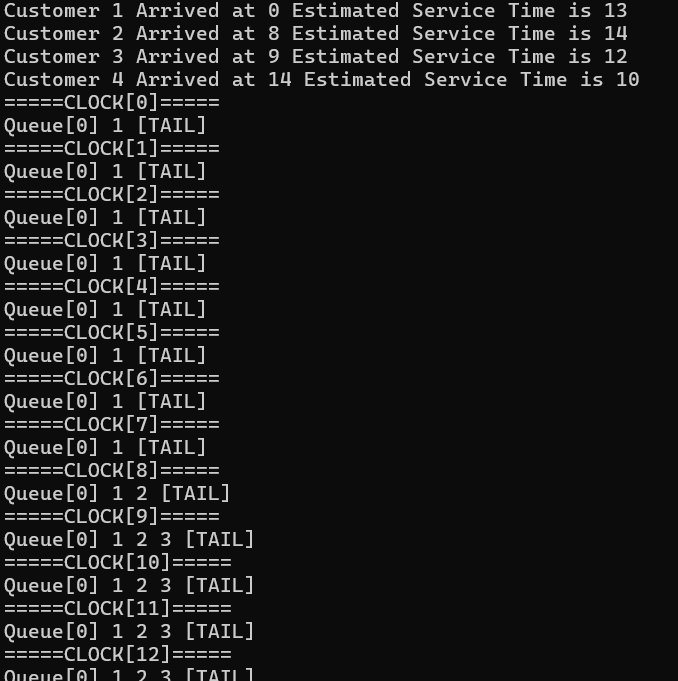 Customer 1 Arrived at 0 Estimated Service Time is 13
Customer 2 Arrived at 8 Estimated Service Time is 14
Customer 3 Arrived at 9 Estimated Service Time is 12
Customer 4 Arrived at 14 Estimated Service Time is 10
=====CLOCK[0]=====
Queue[0] 1 [TAIL]
=====CLOCK[1]=====
Queue[0] 1 [TAIL]
=====CLOCK[2]=====
Queue[0] 1 [TAIL]
=====CLOCK[3]=====
Queue[0] 1 [TAIL]
=====CLOCK[4]=====
Queue[0] 1 [TAIL]
=====CLOCK[5]=====
Queue[0] 1 [TAIL]
=====CLOCK[6]=====
Queue[0] 1 [TAIL]
=====CLOCK[7]=====
Queue[0] 1 [TAIL]
=====CLOCK[8]=====
Queue[0] 1 2 [TAIL]
=====CLOCK[9]=====
Queue[0] 1 2 3 [TAIL]
=====CLOCK[10]=====
Queue[0] 1 2 3 [TAIL]
=====CLOCK[11]=====
Queue[0] 1 2 3 [TAIL]
=====CLOCK[12]=====
Queue[0] 1 2 3 [TAIL]